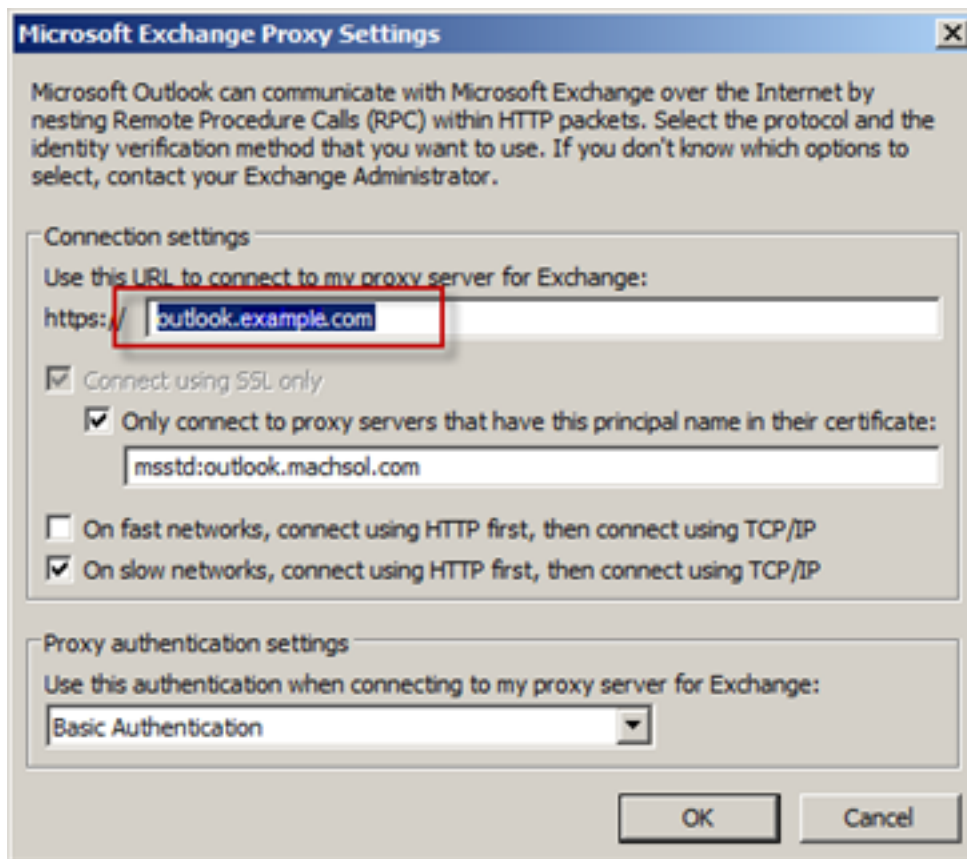 Microsoft Exchange Proxy Settings
Microsoft Outlook can communicate with Microsoft Exchange over the Internet by
nesting Remote Procedure Calls (RPC) within HTTP packets. Select the protocol and the
identity verification method that you want to use. If you don't know which options to
select, contact your Exchange Administrator.
Connection settings
Use this URL to connect to my proxy server for Exchange:
https:// outlook.example.com
Connect using SSL only
Only connect to proxy servers that have this principal name in their certificate:
msstd:outlook.machsol.com
On fast networks, connect using HTTP first, then connect using TCP/IP
On slow networks, connect using HTTP first, then connect using TCP/IP
Proxy authentication settings
Use this authentication when connecting to my proxy server for Exchange:
Basic Authentication
OK Cancel